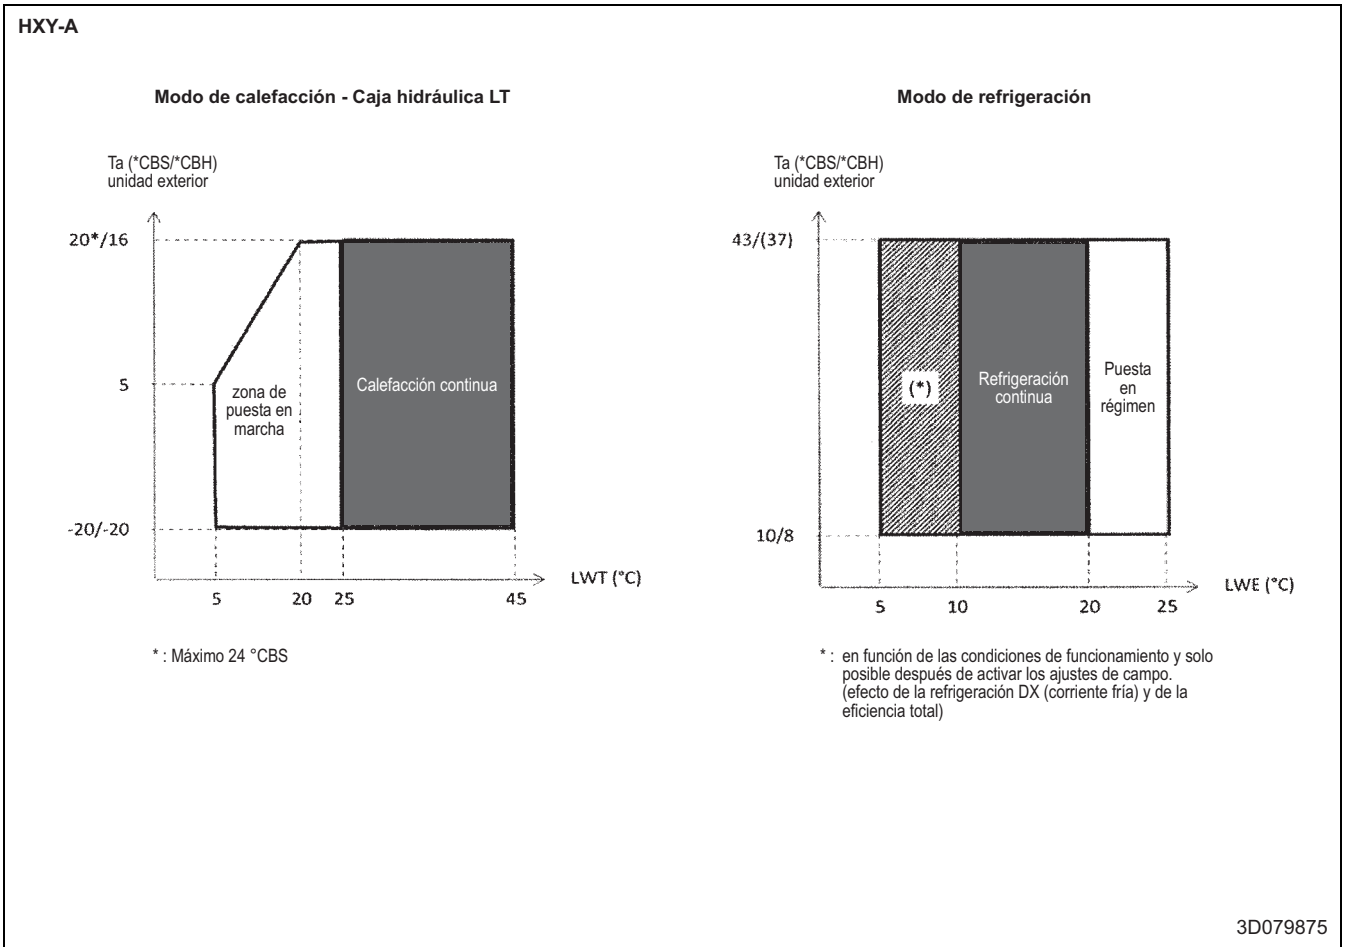 HXY-A
Modo de calefacción - Caja hidráulica LT
Ta (*CBS/*CBH)
unidad exterior
20*/16
5
-20/-20
zona de
puesta en
marcha
Calefacción continua
LWT (°C)
5 20 25 45
* : Máximo 24 °CBS
Modo de refrigeración
Ta (*CBS/*CBH)
unidad exterior
43/(37)
10/8
(*)
Refrigeración
continua
Puesta
en
régimen
LWE (°C)
5 10 20 25
* : en función de las condiciones de funcionamiento y solo
posible después de activar los ajustes de campo.
(efecto de la refrigeración DX (corriente fría) y de la
eficiencia total)
3D079875